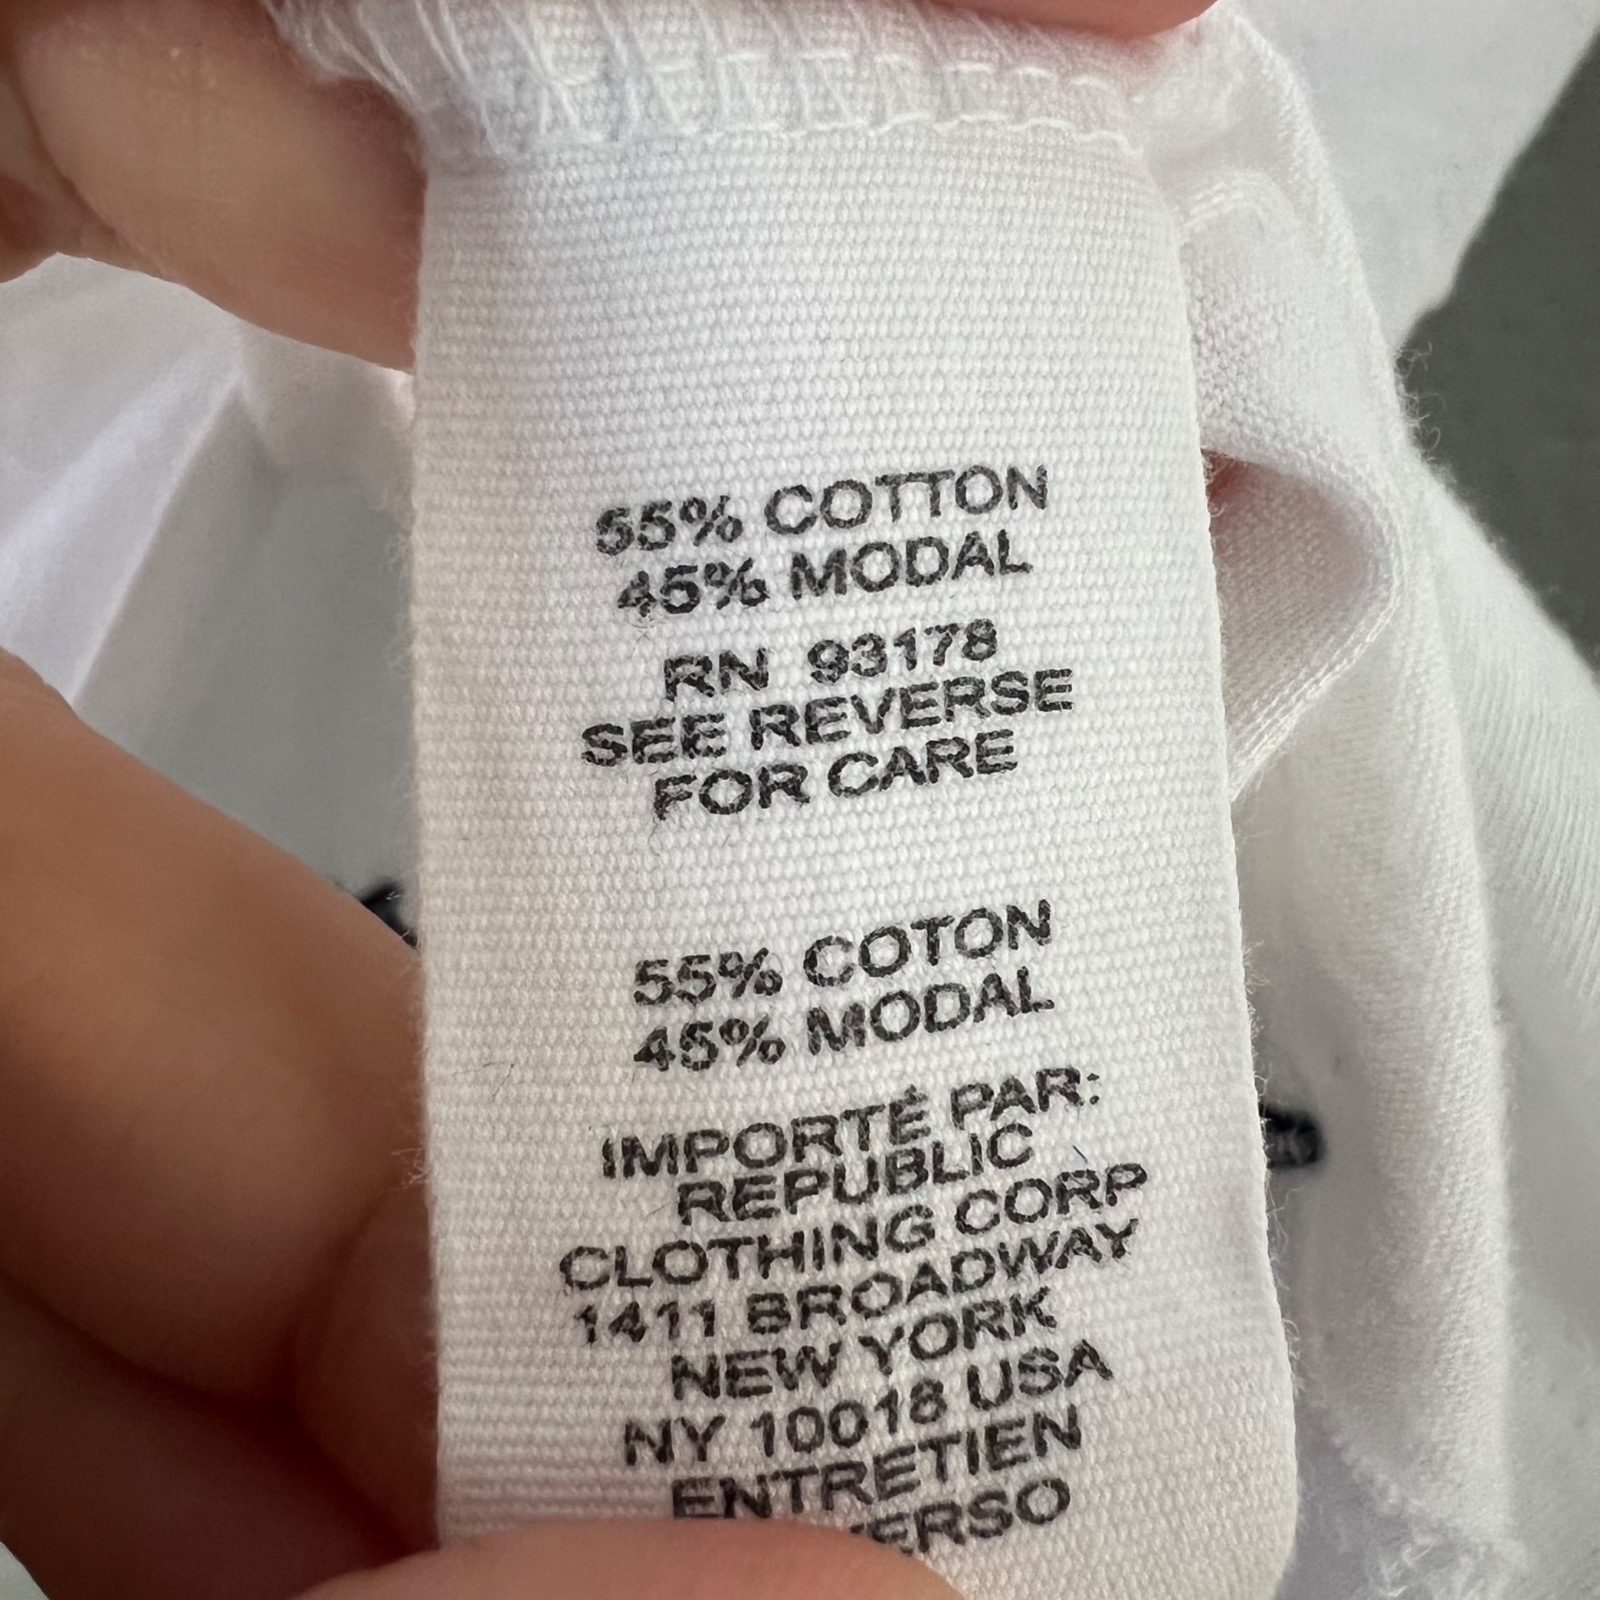 55% COTTON
45% MODAL
RN 93178
SEE REVERSE
FOR CARE
55% COTON
45% MODAL
IMPORTÉ PAR:
REPUBLIC
CLOTHING CORP
1411 BROADWAY
NEW YORK
NY 10018 USA
ENTRETIEN